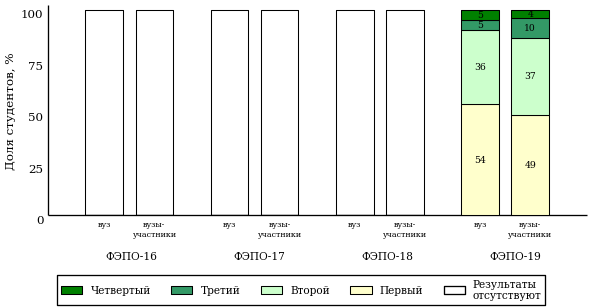 Доля студентов, %
100
75
50
25
0
5
5
36
54
4
10
37
49
вуз
вузы-
участники
вуз
вузы-
участники
вуз
вузы-
участники
вуз
вузы-
участники
ФЭПО-16
ФЭПО-17
ФЭПО-18
ФЭПО-19
Четвертый
Третий
Второй
Первый
Результаты
отсутствуют